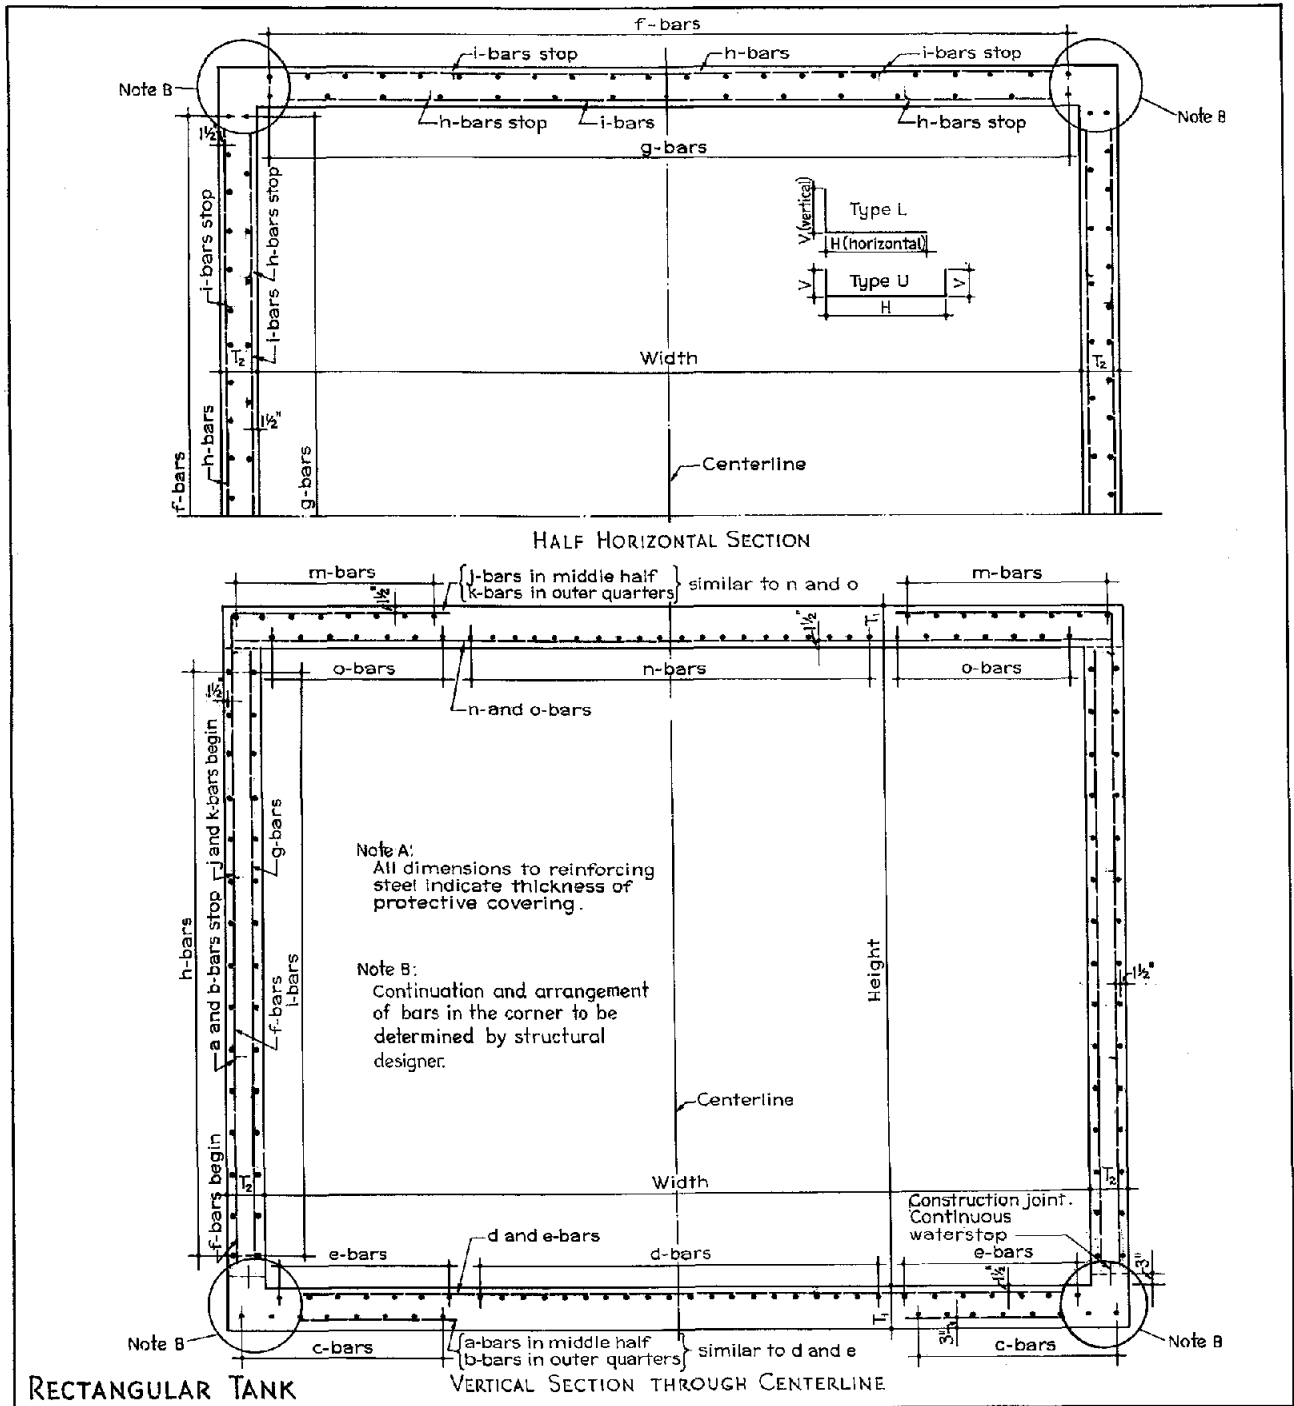 f-bars
i-bars stop
h-bars
i-bars stop
Note B
Note B
h-bars stop
i-bars
h-bars stop
1½"
g-bars
i-bars stop
h-bars stop
i-bars
V (vertical)
Type L
H (horizontal)
V
Type U
V
H
T₂
Width
T₂
1½"
h-bars
f-bars
g-bars
Centerline
HALF HORIZONTAL SECTION
m-bars
j-bars in middle half
k-bars in outer quarters
similar to n and o
m-bars
1½"
1½"
T₁
o-bars
n-bars
o-bars
1½"
n-and o-bars
j and k-bars begin
g-bars
a and b-bars stop
h-bars
f-bars
i-bars
Note A:
All dimensions to reinforcing
steel indicate thickness of
protective covering.
Height
1½"
Note B:
Continuation and arrangement
of bars in the corner to be
determined by structural
designer.
Centerline
f-bars begin
T₂
Width
T₂
Construction joint.
Continuous
waterstop
d and e-bars
e-bars
d-bars
e-bars
1½"
3"
T₁
3"
Note B
Note B
c-bars
a-bars in middle half
b-bars in outer quarters
similar to d and e
c-bars
RECTANGULAR TANK
VERTICAL SECTION THROUGH CENTERLINE